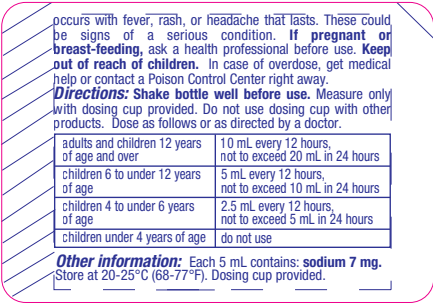 occurs with fever, rash, or headache that lasts. These could
be signs of a serious condition. If pregnant or
breast-feeding, ask a health professional before use. Keep
out of reach of children. In case of overdose, get medical
help or contact a Poison Control Center right away.
Directions: Shake bottle well before use. Measure only
with dosing cup provided. Do not use dosing cup with other
products. Dose as follows or as directed by a doctor.
adults and children 12 years of age and over
10 mL every 12 hours, not to exceed 20 mL in 24 hours
children 6 to under 12 years of age
5 mL every 12 hours, not to exceed 10 mL in 24 hours
children 4 to under 6 years of age
2.5 mL every 12 hours, not to exceed 5 mL in 24 hours
children under 4 years of age
do not use
Other information: Each 5 mL contains: sodium 7 mg.
Store at 20-25°C (68-77°F). Dosing cup provided.